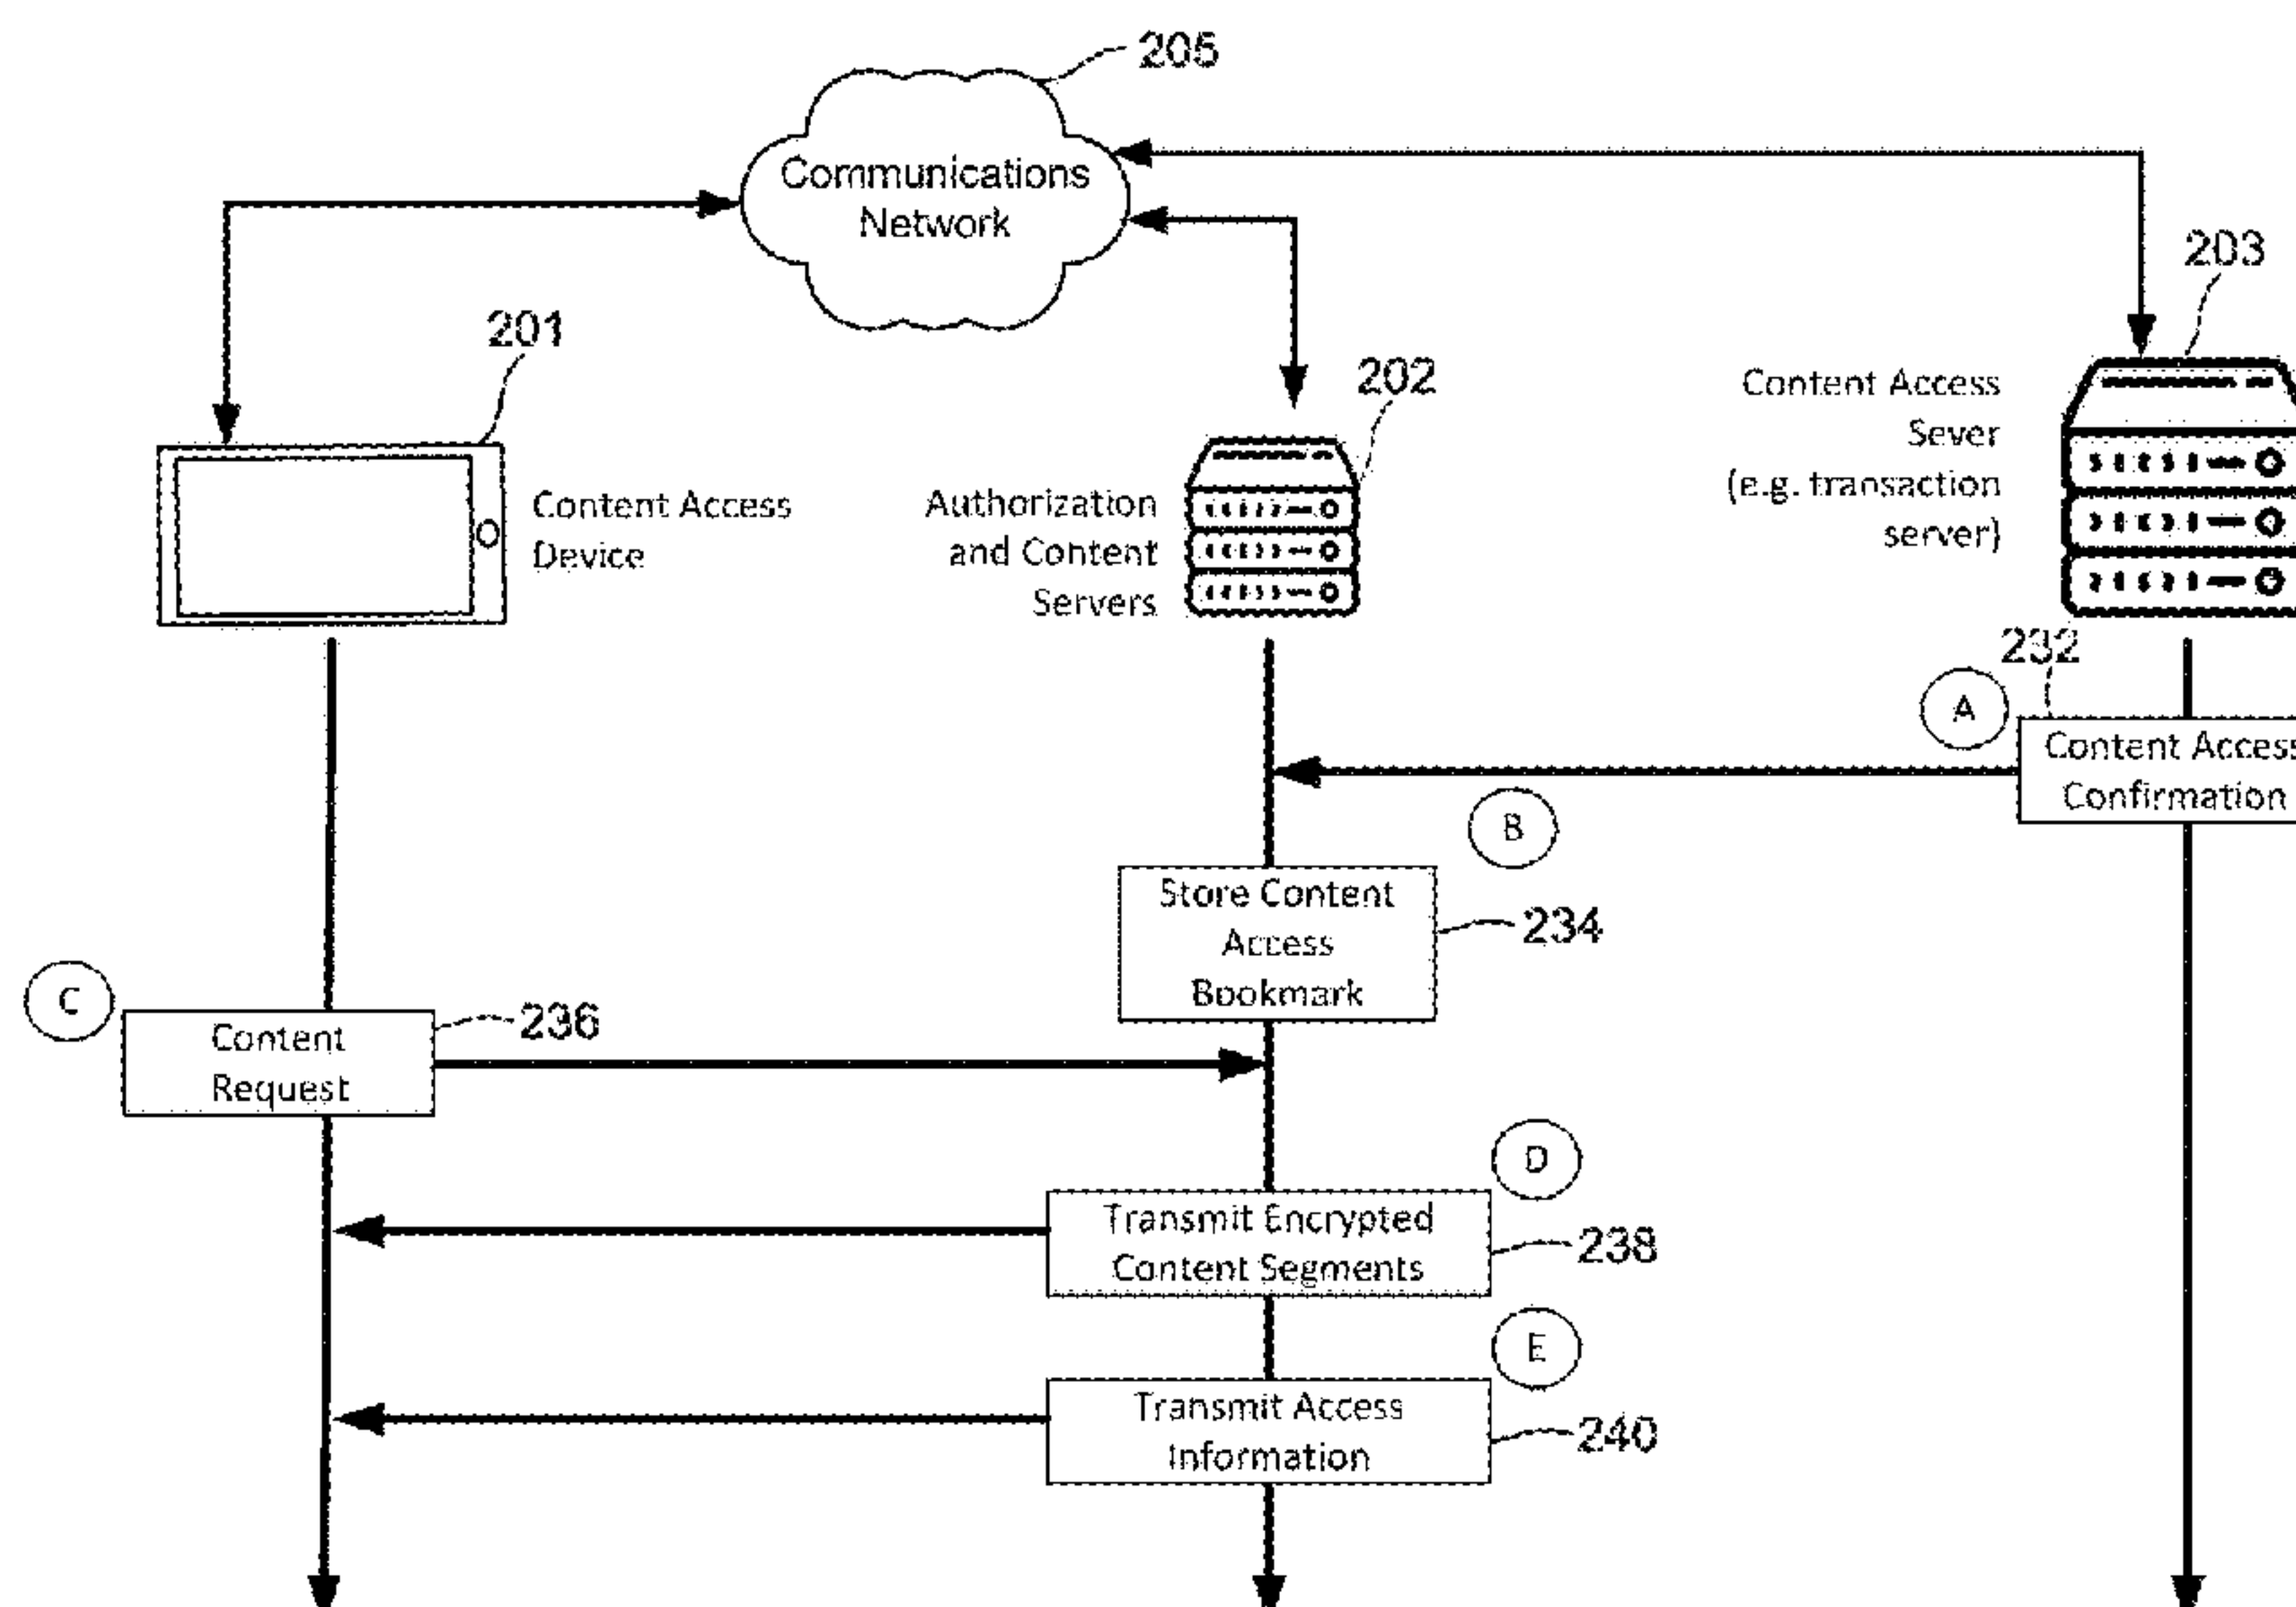 205
Communications
Network
203
201
202
Content Access
Sever
(e.g. transaction
server)
Content Access
Device
Authorization
and Content
Servers
232
A
Content Access
Confirmation
B
Store Content
Access
Bookmark
234
C
236
Content
Request
D
Transmit Encrypted
Content Segments
238
E
Transmit Access
Information
240